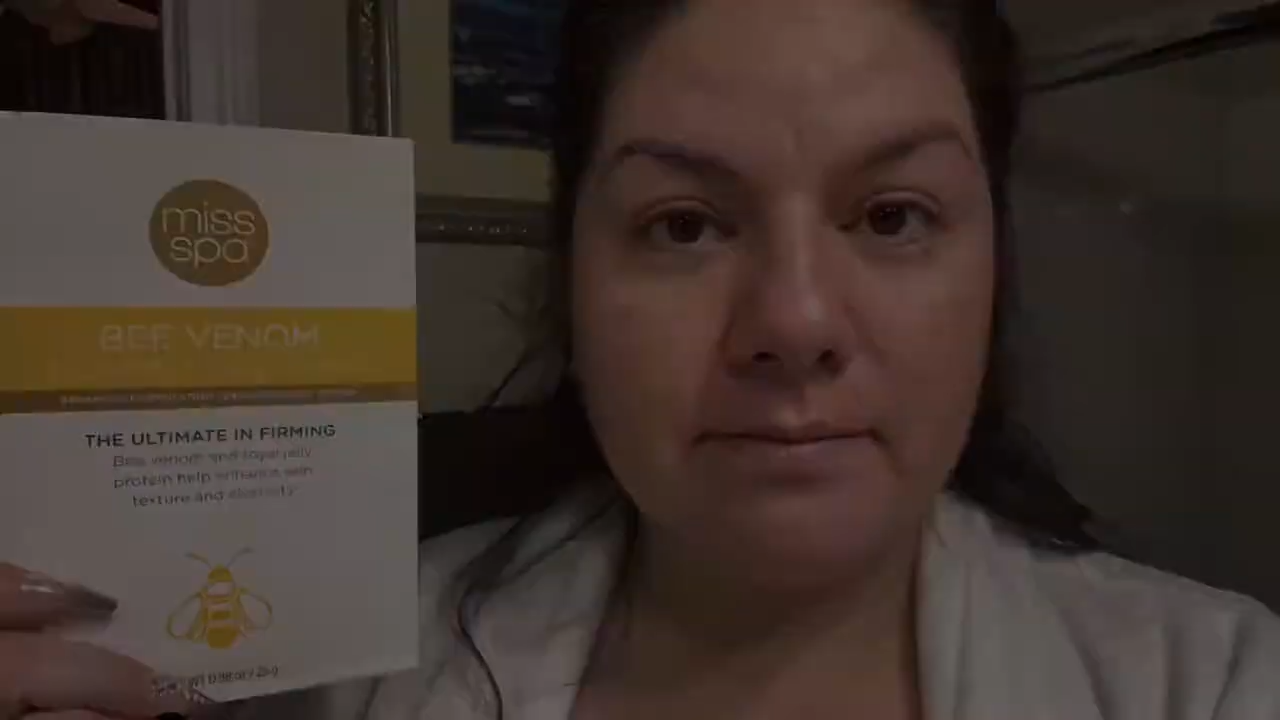 miss
spa
BEE VENOM
THE ULTIMATE IN FIRMING
Bee venom and royal jelly
protein help enhance skin
texture and elasticity